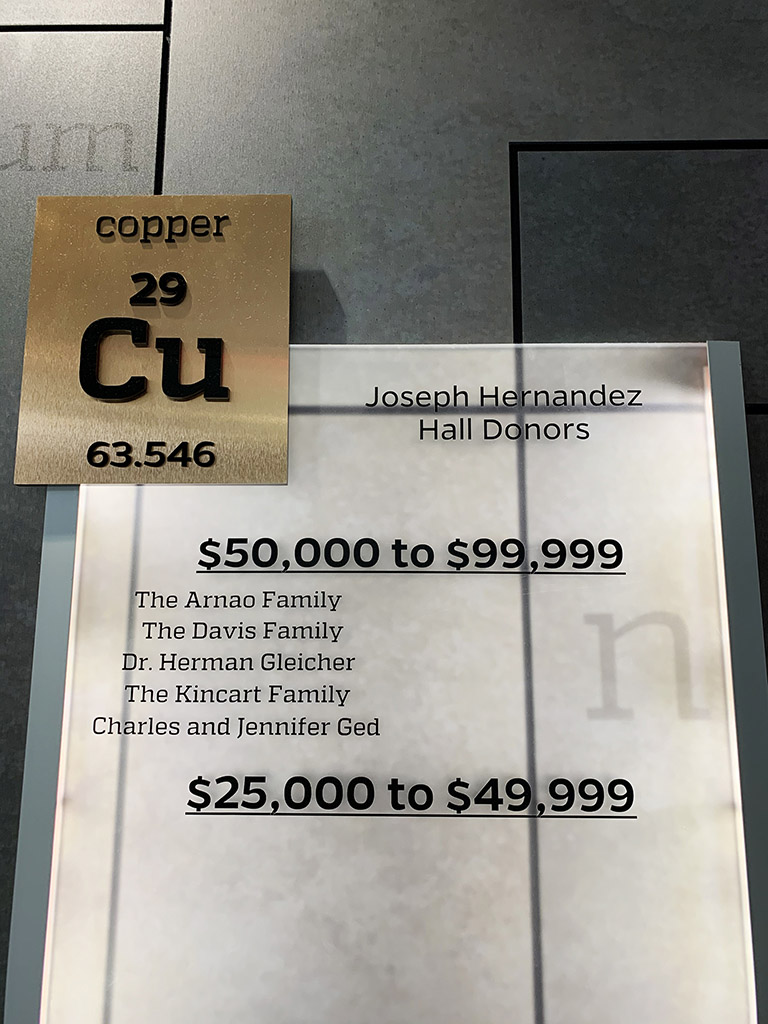 um
copper
29
Cu
63.546
Joseph Hernandez
Hall Donors
$50,000 to $99,999
The Arnao Family
The Davis Family
Dr. Herman Gleicher
The Kincart Family
Charles and Jennifer Ged
n
$25,000 to $49,999